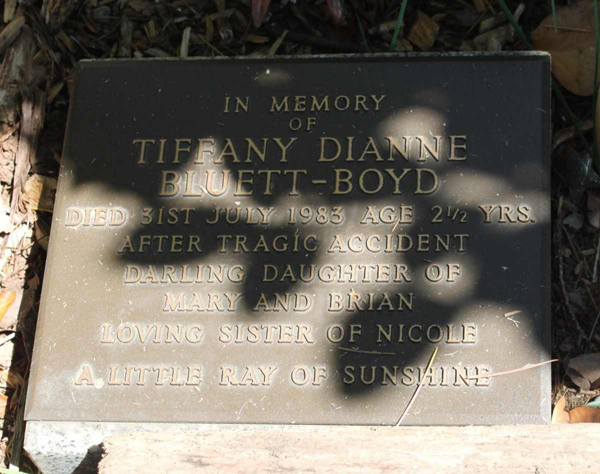 IN MEMORY
OF
TIFFANY DIANNE
BLUETT-BOYD
DIED 31ST JULY 1983 AGE 2½ YRS.
AFTER TRAGIC ACCIDENT
DARLING DAUGHTER OF
MARY AND BRIAN
LOVING SISTER OF NICOLE
A LITTLE RAY OF SUNSHINE